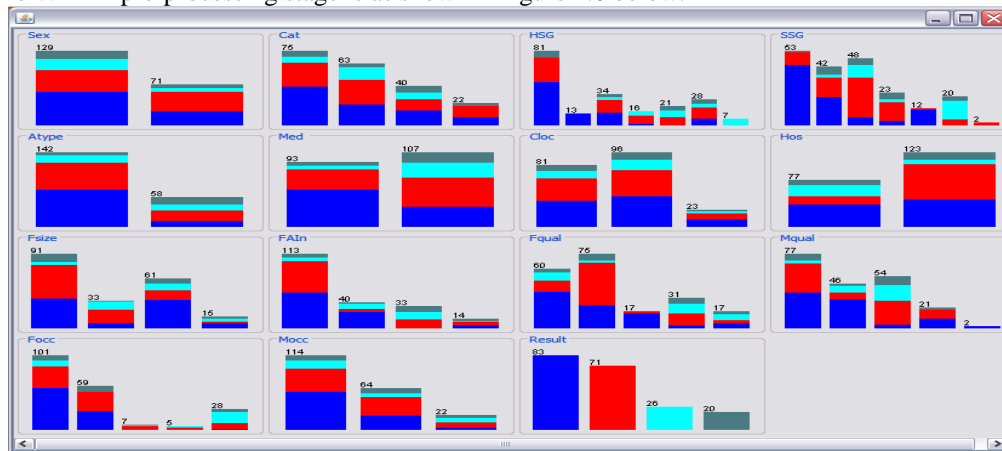 Sex Cat HSG SSG
129 71
75 63 40 22
81 13 34 16 21 28 7
53 42 48 23 12 20 2
Atype Med Cloc Hos
142 58
93 107
81 96 23
77 123
Fsize FAIn Fqual Mqual
91 33 61 15
113 40 33 14
60 75 17 31 17
77 46 54 21 2
Focc Mocc Result
101 59 7 5 28
114 64 22
83 71 26 20